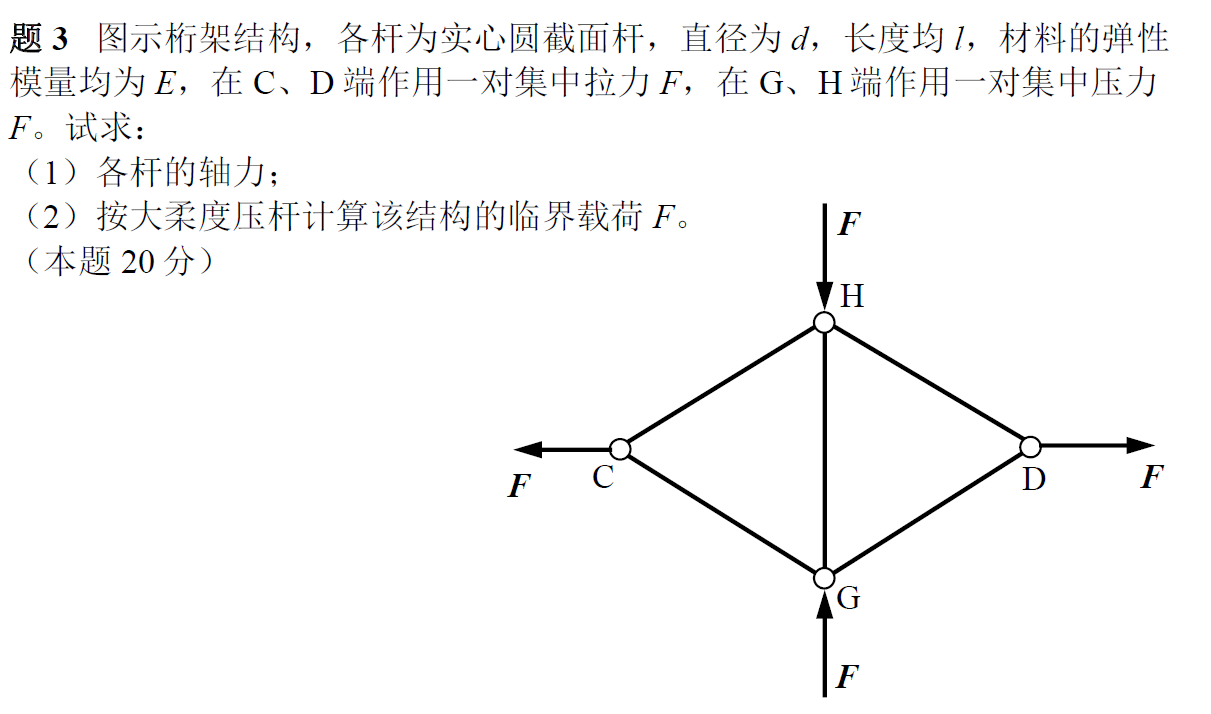 题 3 图示桁架结构，各杆为实心圆截面杆，直径为 d，长度均 l，材料的弹性
模量均为 E，在 C、D 端作用一对集中拉力 F，在 G、H 端作用一对集中压力
F。试求：
（1）各杆的轴力；
（2）按大柔度压杆计算该结构的临界载荷 F。
（本题 20 分）
F
H
C
D
F
F
G
F